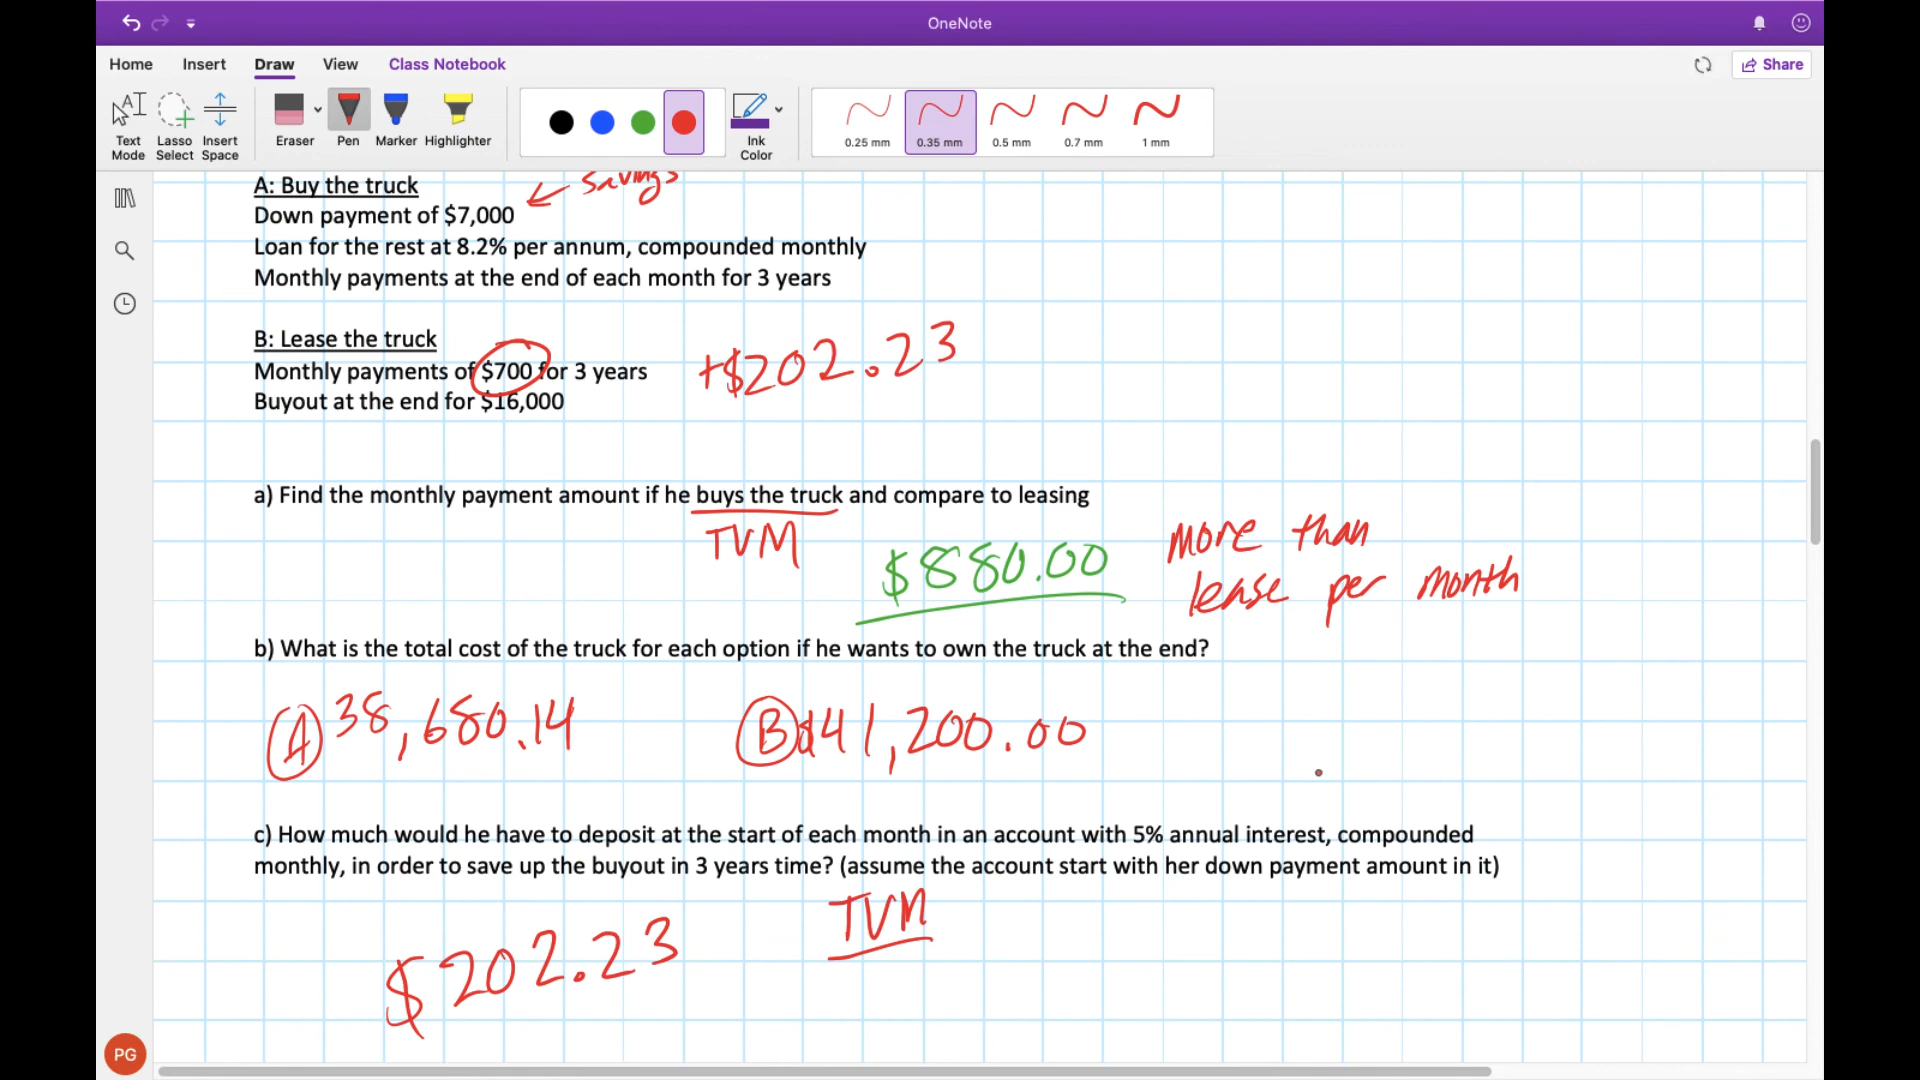 OneNote
Home Insert Draw View Class Notebook
Share
Text Mode
Lasso Select
Insert Space
Eraser
Pen
Marker
Highlighter
Ink Color
0.25 mm
0.35 mm
0.5 mm
0.7 mm
1 mm
A: Buy the truck
savings
Down payment of $7,000
Loan for the rest at 8.2% per annum, compounded monthly
Monthly payments at the end of each month for 3 years
B: Lease the truck
Monthly payments of $700 for 3 years
+$202.23
Buyout at the end for $16,000
a) Find the monthly payment amount if he buys the truck and compare to leasing
TVM
$880.00
more than
lease per month
b) What is the total cost of the truck for each option if he wants to own the truck at the end?
A 38,680.14
B $41,200.00
c) How much would he have to deposit at the start of each month in an account with 5% annual interest, compounded
monthly, in order to save up the buyout in 3 years time? (assume the account start with her down payment amount in it)
TVM
$202.23
PG